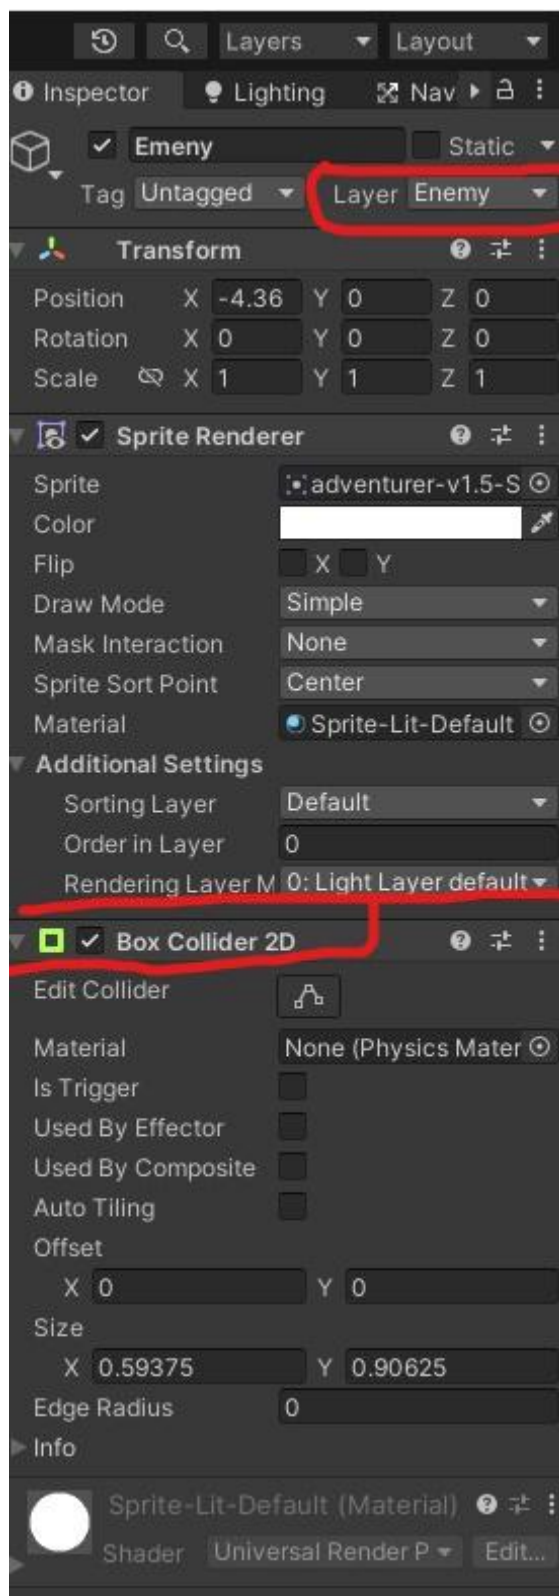 Layers Layout
Inspector Lighting Nav
Emeny Static
Tag Untagged Layer Enemy
Transform
Position X -4.36 Y 0 Z 0
Rotation X 0 Y 0 Z 0
Scale X 1 Y 1 Z 1
Sprite Renderer
Sprite adventurer-v1.5-S
Color
Flip X Y
Draw Mode Simple
Mask Interaction None
Sprite Sort Point Center
Material Sprite-Lit-Default
Additional Settings
Sorting Layer Default
Order in Layer 0
Rendering Layer M 0: Light Layer default
Box Collider 2D
Edit Collider
Material None (Physics Mater
Is Trigger
Used By Effector
Used By Composite
Auto Tiling
Offset
X 0 Y 0
Size
X 0.59375 Y 0.90625
Edge Radius 0
Info
Sprite-Lit-Default (Material)
Shader Universal Render P Edit...